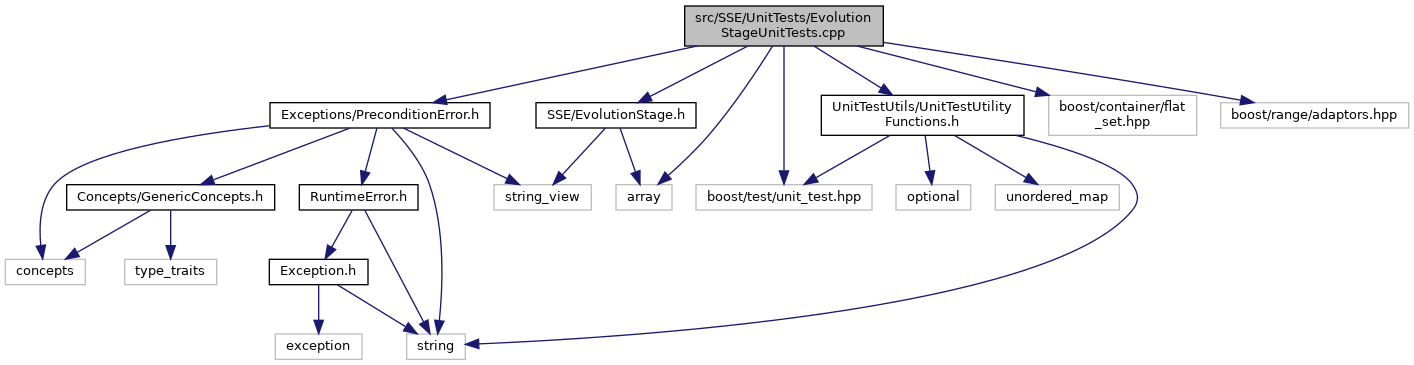 src/SSE/UnitTests/Evolution
StageUnitTests.cpp
Exceptions/PreconditionError.h
SSE/EvolutionStage.h
UnitTestUtils/UnitTestUtility
Functions.h
boost/container/flat
_set.hpp
boost/range/adaptors.hpp
Concepts/GenericConcepts.h
RuntimeError.h
string_view
array
boost/test/unit_test.hpp
optional
unordered_map
concepts
type_traits
Exception.h
exception
string